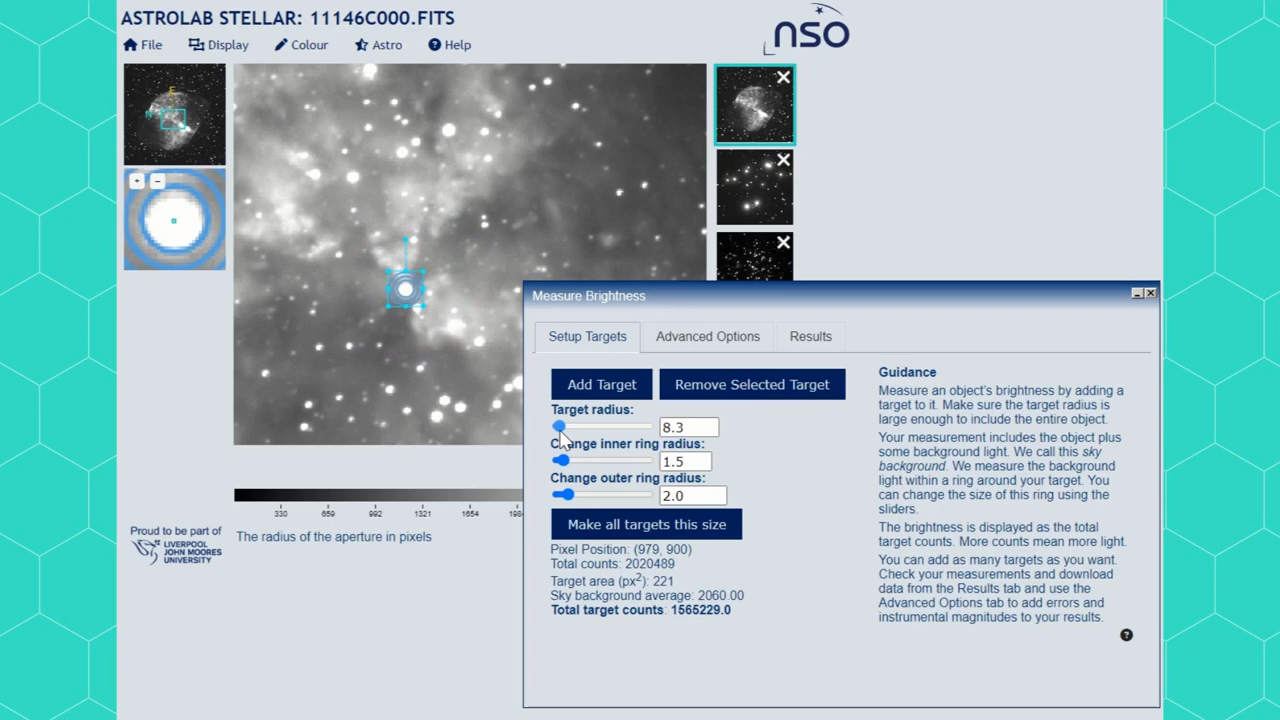 ASTROLAB STELLAR: 11146C000.FITS
File Display Colour Astro Help
nso
E
N
+ −
Measure Brightness
Setup Targets Advanced Options Results
Add Target Remove Selected Target
Target radius:
8.3
Change inner ring radius:
1.5
Change outer ring radius:
2.0
Make all targets this size
Pixel Position: (979, 900)
Total counts: 2020489
Target area (px2): 221
Sky background average: 2060.00
Total target counts: 1565229.0
Guidance
Measure an object's brightness by adding a
target to it. Make sure the target radius is
large enough to include the entire object.
Your measurement includes the object plus
some background light. We call this sky
background. We measure the background
light within a ring around your target. You
can change the size of this ring using the
sliders.
The brightness is displayed as the total
target counts. More counts mean more light.
You can add as many targets as you want.
Check your measurements and download
data from the Results tab and use the
Advanced Options tab to add errors and
instrumental magnitudes to your results.
330 659 992 1321 1654
Proud to be part of
LIVERPOOL
JOHN MOORES
UNIVERSITY
The radius of the aperture in pixels